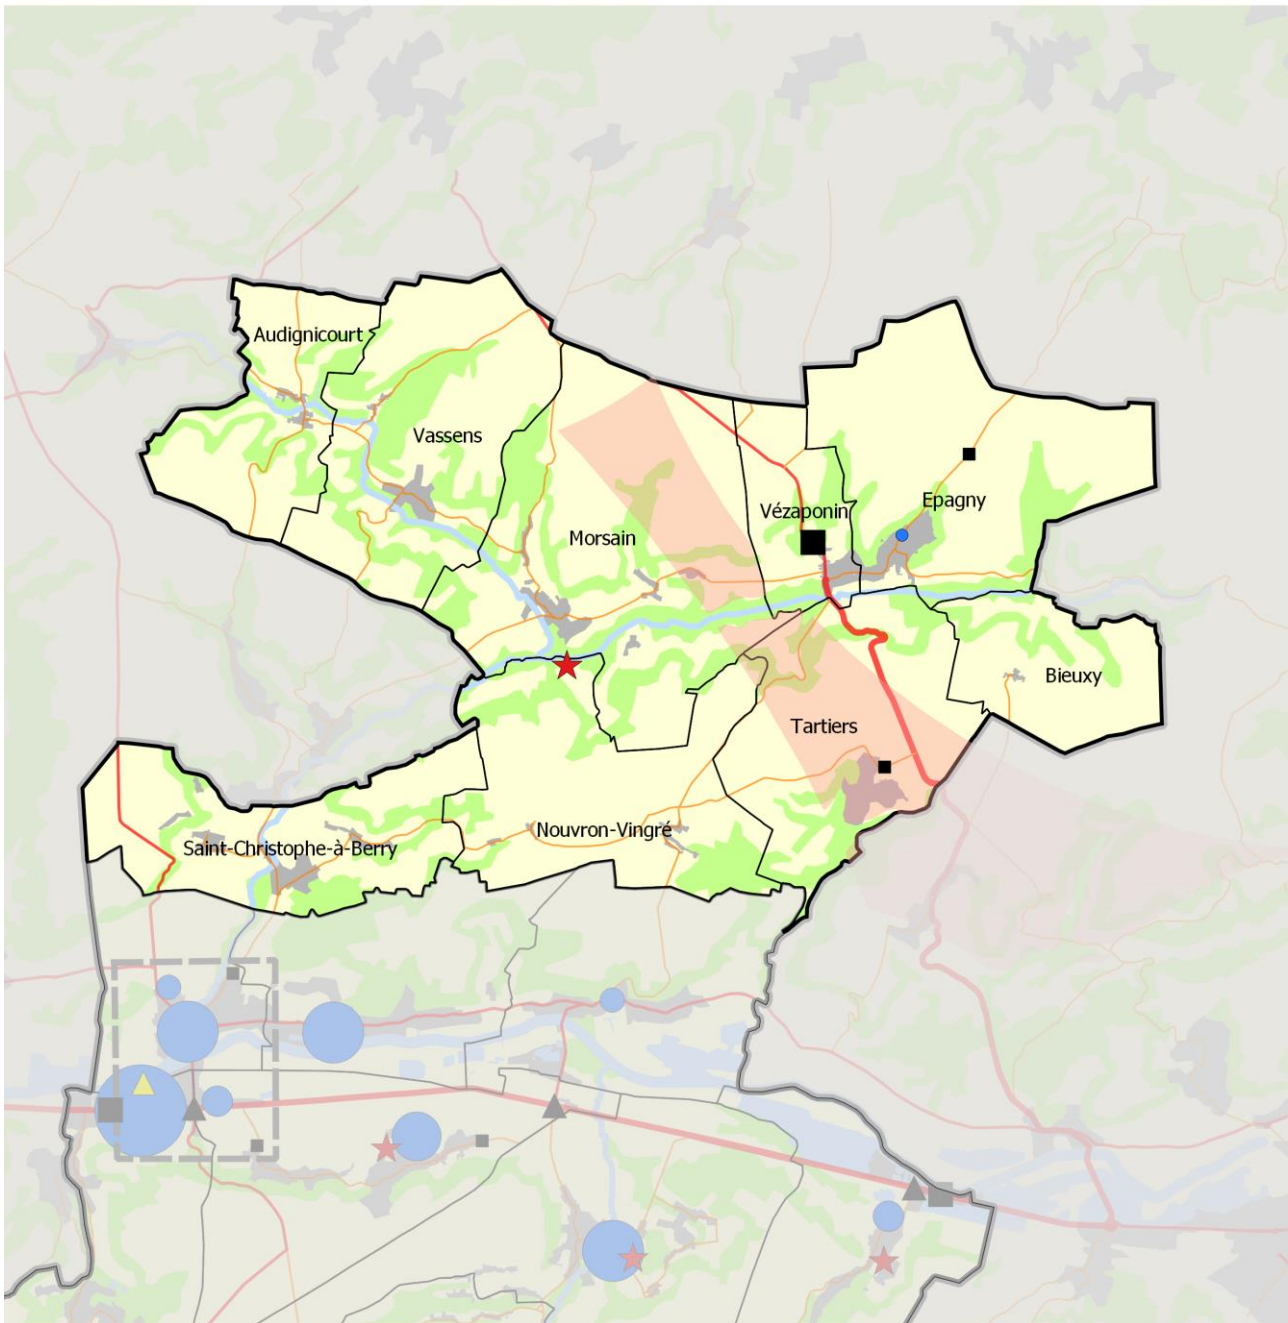 Audignicourt
Vassens
Epagny
Vézaponin
Morsain
Bieuxy
Tartiers
Nouvron-Vingré
Saint-Christophe-à-Berry